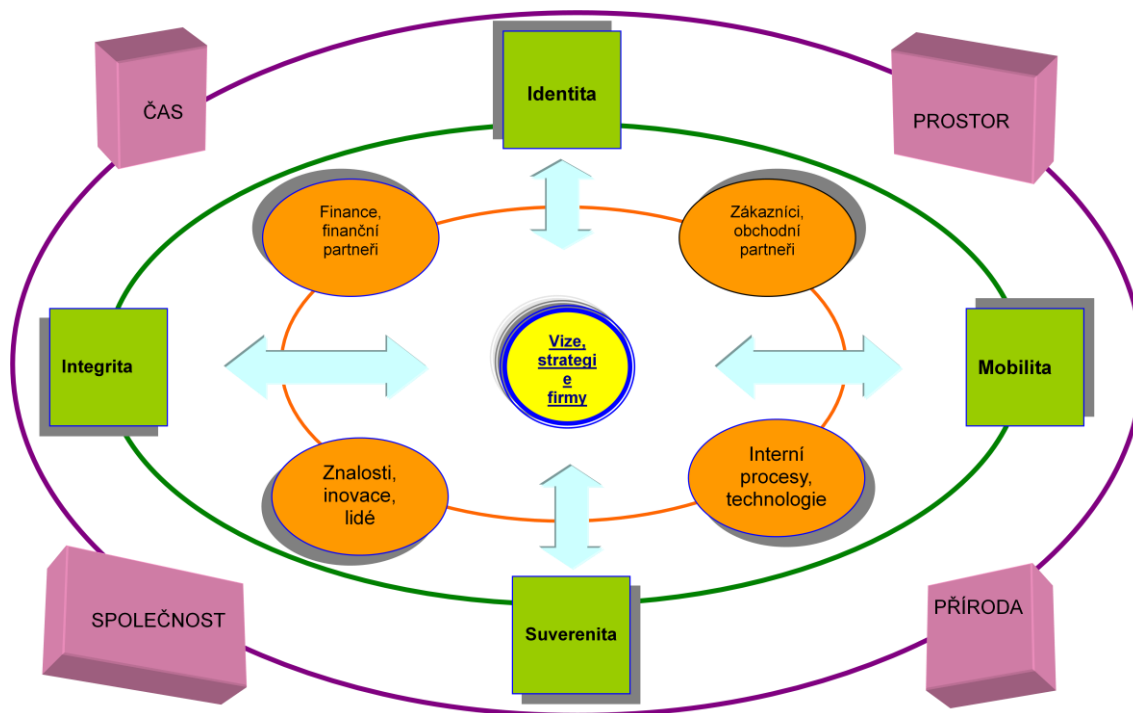 Identita
ČAS
PROSTOR
Finance,
finanční
partneři
Zákazníci,
obchodní
partneři
Integrita
Vize,
strategi
e
firmy
Mobilita
Znalosti,
inovace,
lidé
Interní
procesy,
technologie
SPOLEČNOST
Suverenita
PŘÍRODA